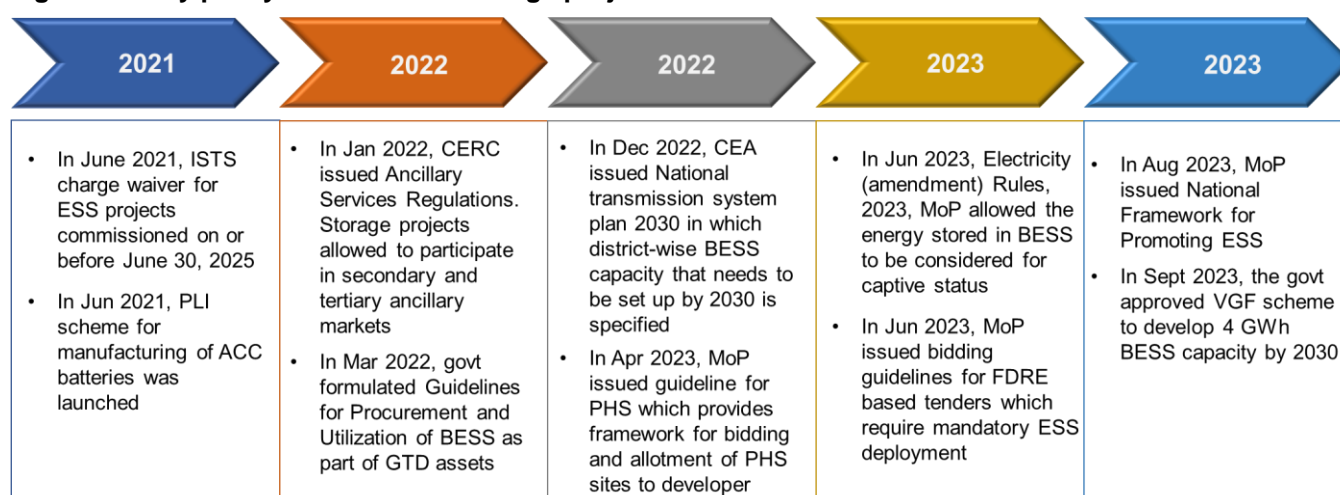 2021
2022
2022
2023
2023
• In June 2021, ISTS
charge waiver for
ESS projects
commissioned on or
before June 30, 2025
• In Jun 2021, PLI
scheme for
manufacturing of ACC
batteries was
launched
• In Jan 2022, CERC
issued Ancillary
Services Regulations.
Storage projects
allowed to participate
in secondary and
tertiary ancillary
markets
• In Mar 2022, govt
formulated Guidelines
for Procurement and
Utilization of BESS as
part of GTD assets
• In Dec 2022, CEA
issued National
transmission system
plan 2030 in which
district-wise BESS
capacity that needs to
be set up by 2030 is
specified
• In Apr 2023, MoP
issued guideline for
PHS which provides
framework for bidding
and allotment of PHS
sites to developer
• In Jun 2023, Electricity
(amendment) Rules,
2023, MoP allowed the
energy stored in BESS
to be considered for
captive status
• In Jun 2023, MoP
issued bidding
guidelines for FDRE
based tenders which
require mandatory ESS
deployment
• In Aug 2023, MoP
issued National
Framework for
Promoting ESS
• In Sept 2023, the govt
approved VGF scheme
to develop 4 GWh
BESS capacity by 2030